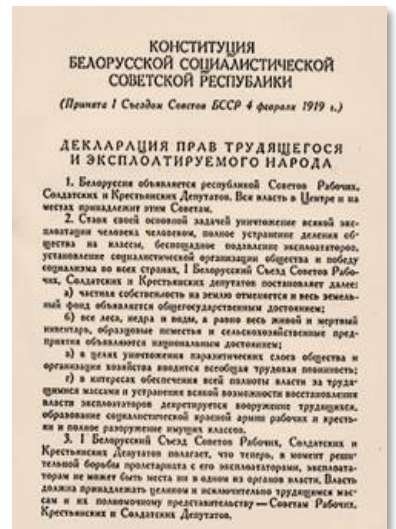 КОНСТИТУЦИЯ
БЕЛОРУССКОЙ СОЦИАЛИСТИЧЕСКОЙ
СОВЕТСКОЙ РЕСПУБЛИКИ
(Принята I Съездом Советов БССР 4 февраля 1919 г.)
ДЕКЛАРАЦИЯ ПРАВ ТРУДЯЩЕГОСЯ
И ЭКСПЛОАТИРУЕМОГО НАРОДА
1. Белоруссия объявляется республикой Советов Рабочих,
Солдатских и Крестьянских Депутатов. Вся власть в Центре и на
местах принадлежит этим Советам.
2. Ставя своей основной задачей уничтожение всякой экс-
плоатации человека человеком, полное устранение деления об-
щества на классы, беспощадное подавление эксплоататоров,
установление социалистической организации общества и победу
социализма во всех странах, I Белорусский Съезд Советов Рабо-
чих, Солдатских и Крестьянских депутатов постановляет далее:
а) частная собственность на землю отменяется и весь земель-
ный фонд объявляется общегосударственным достоянием;
б) все леса, недра и воды, а равно весь живой и мертвый
инвентарь, образцовые поместья и сельскохозяйственные пред-
приятия объявляются национальным достоянием;
в) в целях уничтожения паразитических слоев общества и
организации хозяйства вводится всеобщая трудовая повинность;
г) в интересах обеспечения всей полноты власти за трудя-
щимися массами и устранения всякой возможности восстановления
власти эксплоататоров декретируется вооружение трудящихся,
образование социалистической красной армии рабочих и кресть-
ян и полное разоружение имущих классов.
3. I Белорусский Съезд Советов Рабочих, Солдатских и
Крестьянских Депутатов полагает, что теперь, в момент реши-
тельной борьбы пролетариата с его эксплоататорами, эксплоата-
торам не может быть места ни в одном из органов власти. Власть
должна принадлежать целиком и исключительно трудящимся мас-
сам и их полномочному представительству — Советам Рабочих,
Крестьянских и Солдатских Депутатов.